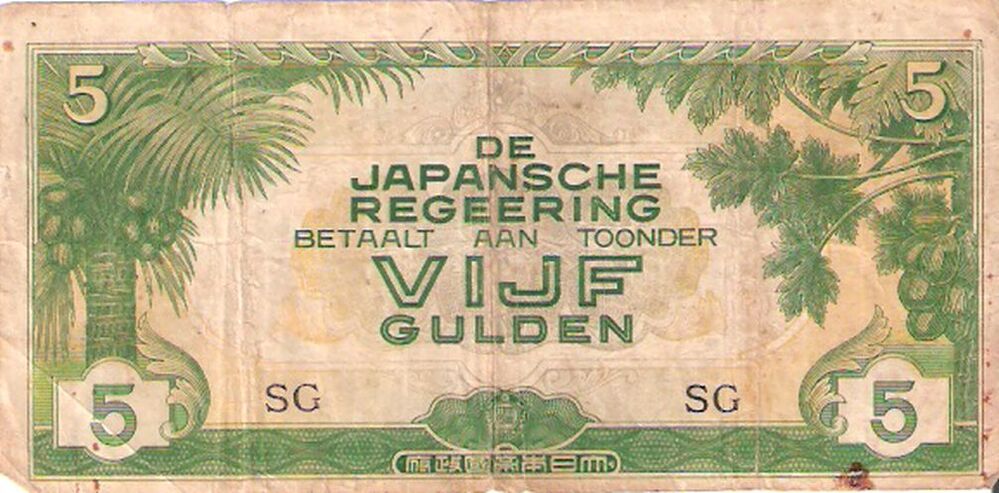 5 5
DE
JAPANSCHE
REGEERING
BETAALT AAN TOONDER
VIJF
GULDEN
SG SG
5 5
府政國帝本日大